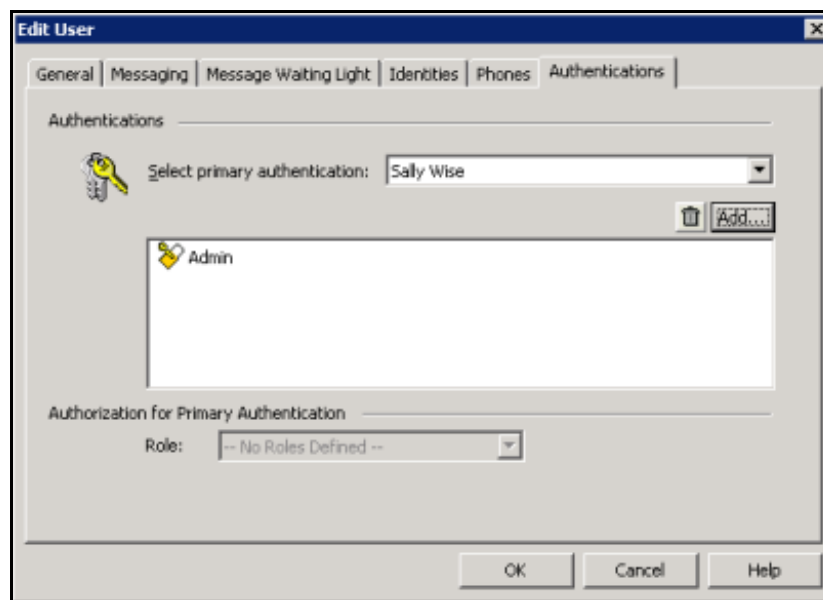 Edit User
General Messaging Message Waiting Light Identities Phones Authentications
Authentications
Select primary authentication: Sally Wise
Add...
Admin
Authorization for Primary Authentication
Role: -- No Roles Defined --
OK Cancel Help